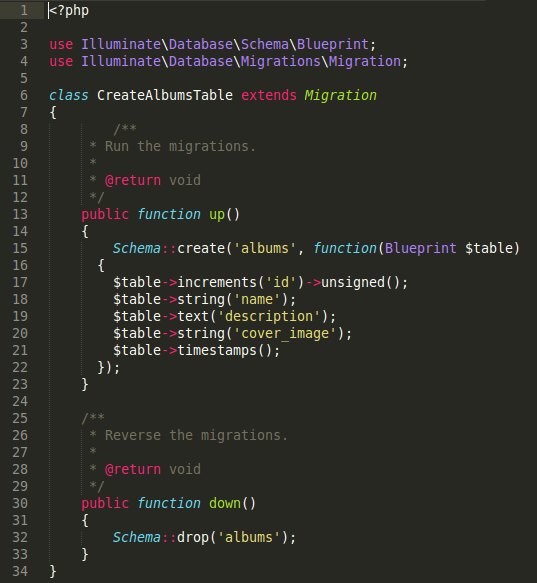 1 <?php
2
3 use Illuminate\Database\Schema\Blueprint;
4 use Illuminate\Database\Migrations\Migration;
5
6 class CreateAlbumsTable extends Migration
7 {
8         /**
9      * Run the migrations.
10      *
11      * @return void
12      */
13     public function up()
14     {
15         Schema::create('albums', function(Blueprint $table)
16       {
17         $table->increments('id')->unsigned();
18         $table->string('name');
19         $table->text('description');
20         $table->string('cover_image');
21         $table->timestamps();
22       });
23     }
24
25     /**
26      * Reverse the migrations.
27      *
28      * @return void
29      */
30     public function down()
31     {
32         Schema::drop('albums');
33     }
34 }